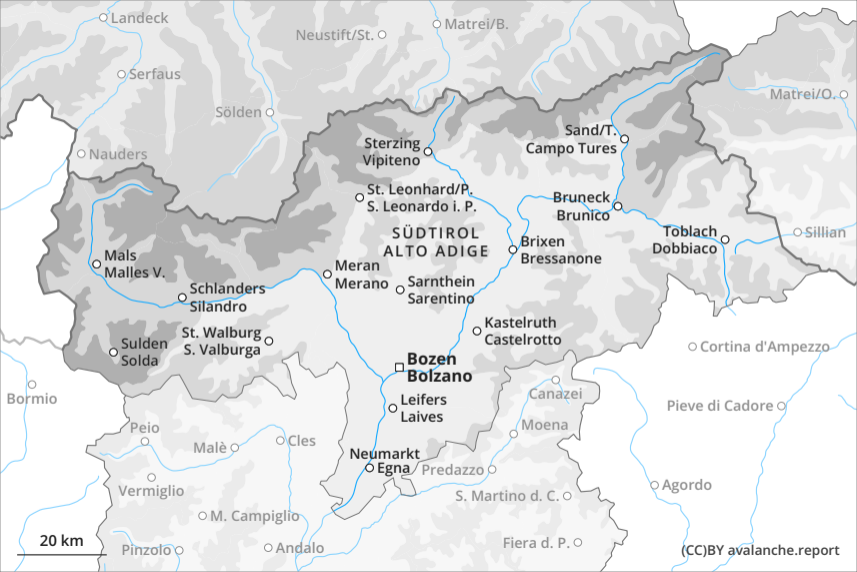 Landeck
Matrei/B.
Neustift/St.
Serfaus
Matrei/O.
Sölden
Sand/T.
Campo Tures
Sterzing
Vipiteno
Nauders
St. Leonhard/P.
S. Leonardo i. P.
Bruneck
Brunico
SÜDTIROL
ALTO ADIGE
Toblach
Dobbiaco
Sillian
Brixen
Bressanone
Mals
Malles V.
Meran
Merano
Sarnthein
Sarentino
Schlanders
Silandro
St. Walburg
S. Valburga
Kastelruth
Castelrotto
Sulden
Solda
Cortina d'Ampezzo
Bozen
Bolzano
Bormio
Canazei
Leifers
Laives
Pieve di Cadore
Peio
Moena
Cles
Malè
Neumarkt
Egna
Predazzo
Vermiglio
Agordo
S. Martino d. C.
M. Campiglio
20 km
Pinzolo
Andalo
Fiera d. P.
(CC)BY avalanche.report